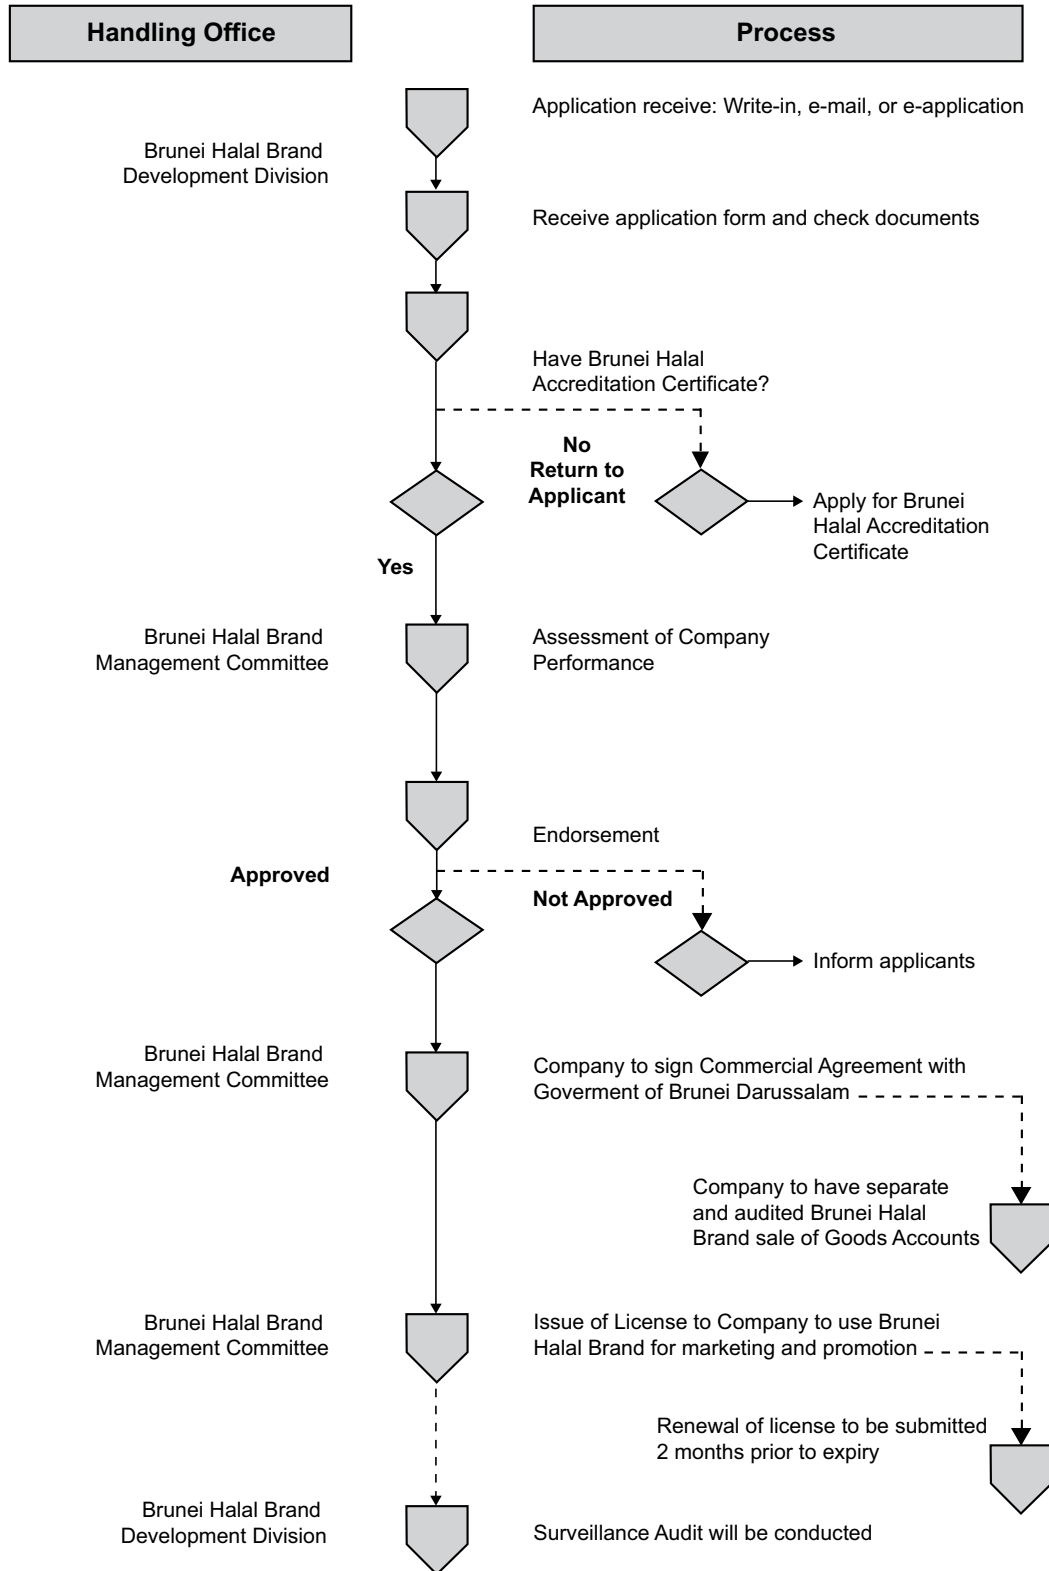 Handling Office
Process
Application receive: Write-in, e-mail, or e-application
Brunei Halal Brand
Development Division
Receive application form and check documents
Have Brunei Halal
Accreditation Certificate?
No
Return to
Applicant
Apply for Brunei
Halal Accreditation
Certificate
Yes
Brunei Halal Brand
Management Committee
Assessment of Company
Performance
Endorsement
Approved
Not Approved
Inform applicants
Brunei Halal Brand
Management Committee
Company to sign Commercial Agreement with
Goverment of Brunei Darussalam
Company to have separate
and audited Brunei Halal
Brand sale of Goods Accounts
Brunei Halal Brand
Management Committee
Issue of License to Company to use Brunei
Halal Brand for marketing and promotion
Renewal of license to be submitted
2 months prior to expiry
Brunei Halal Brand
Development Division
Surveillance Audit will be conducted